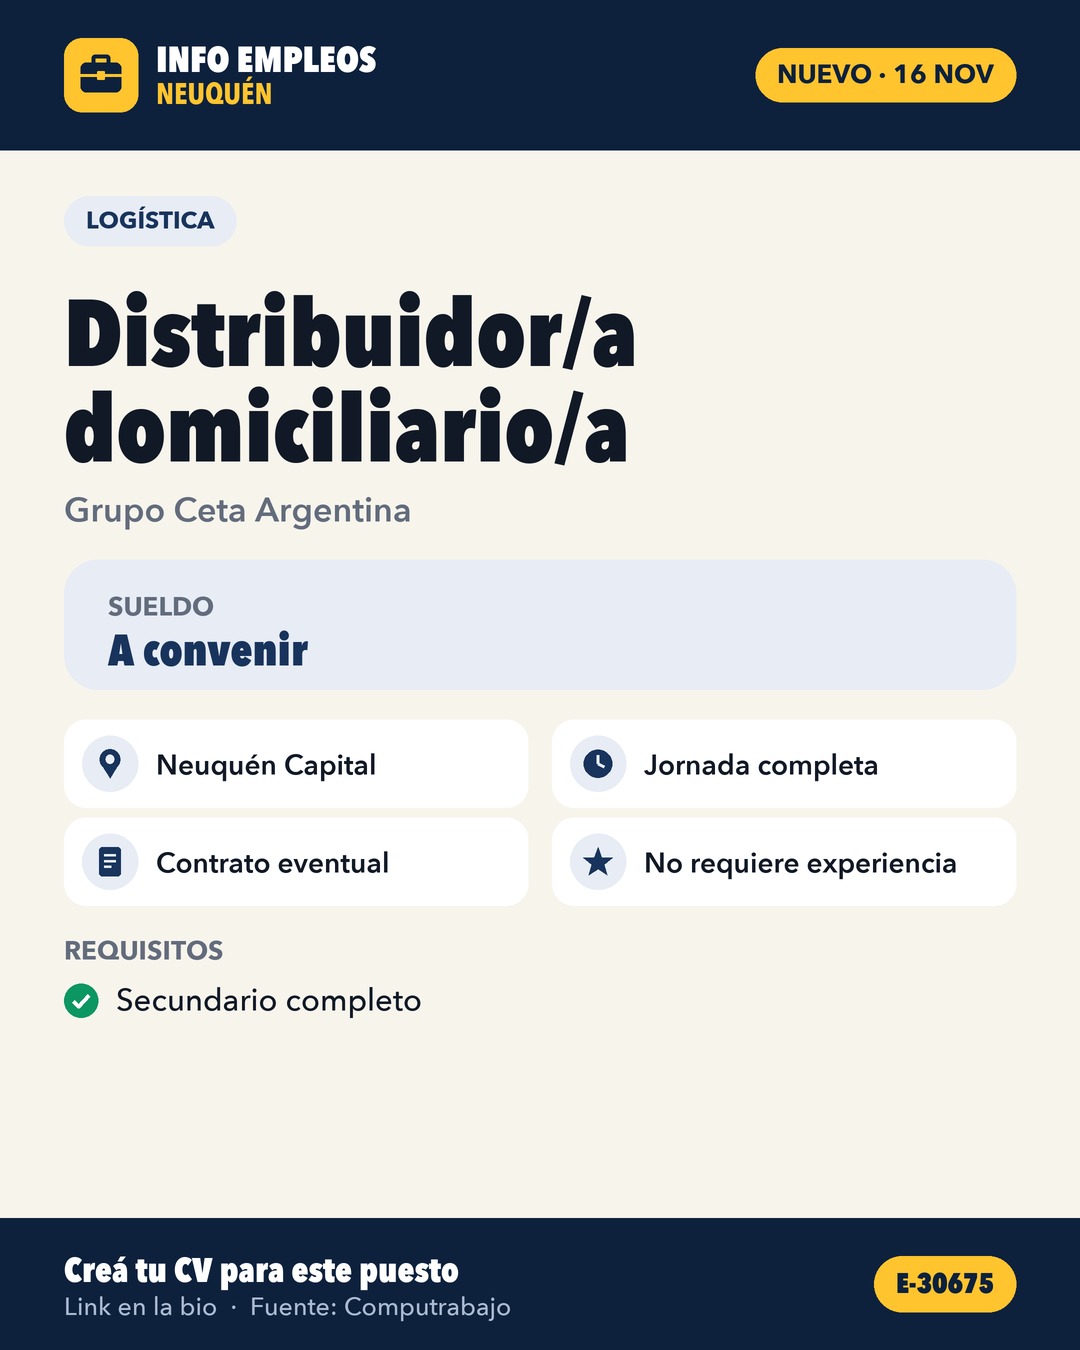 INFO EMPLEOS
NEUQUÉN
NUEVO · 16 NOV
LOGÍSTICA
Distribuidor/a
domiciliario/a
Grupo Ceta Argentina
SUELDO
A convenir
Neuquén Capital
Jornada completa
Contrato eventual
No requiere experiencia
REQUISITOS
Secundario completo
Creá tu CV para este puesto
Link en la bio · Fuente: Computrabajo
E-30675